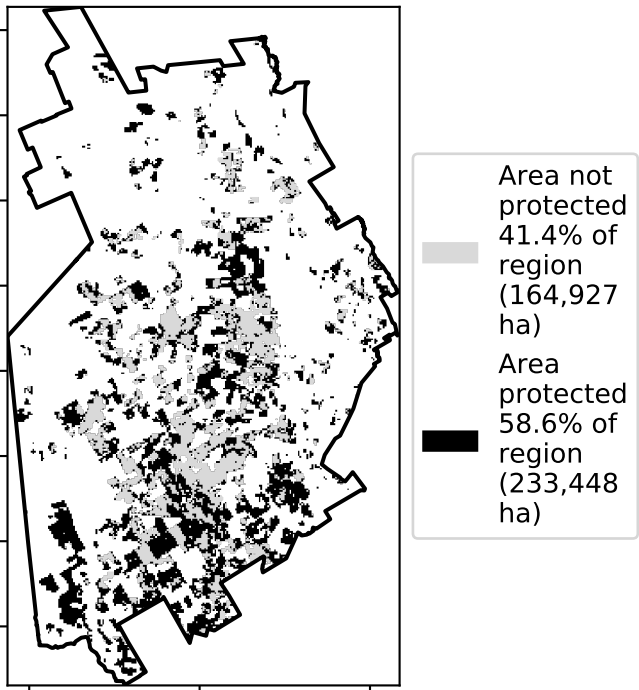 Area not
protected
41.4% of
region
(164,927
ha)
Area
protected
58.6% of
region
(233,448
ha)